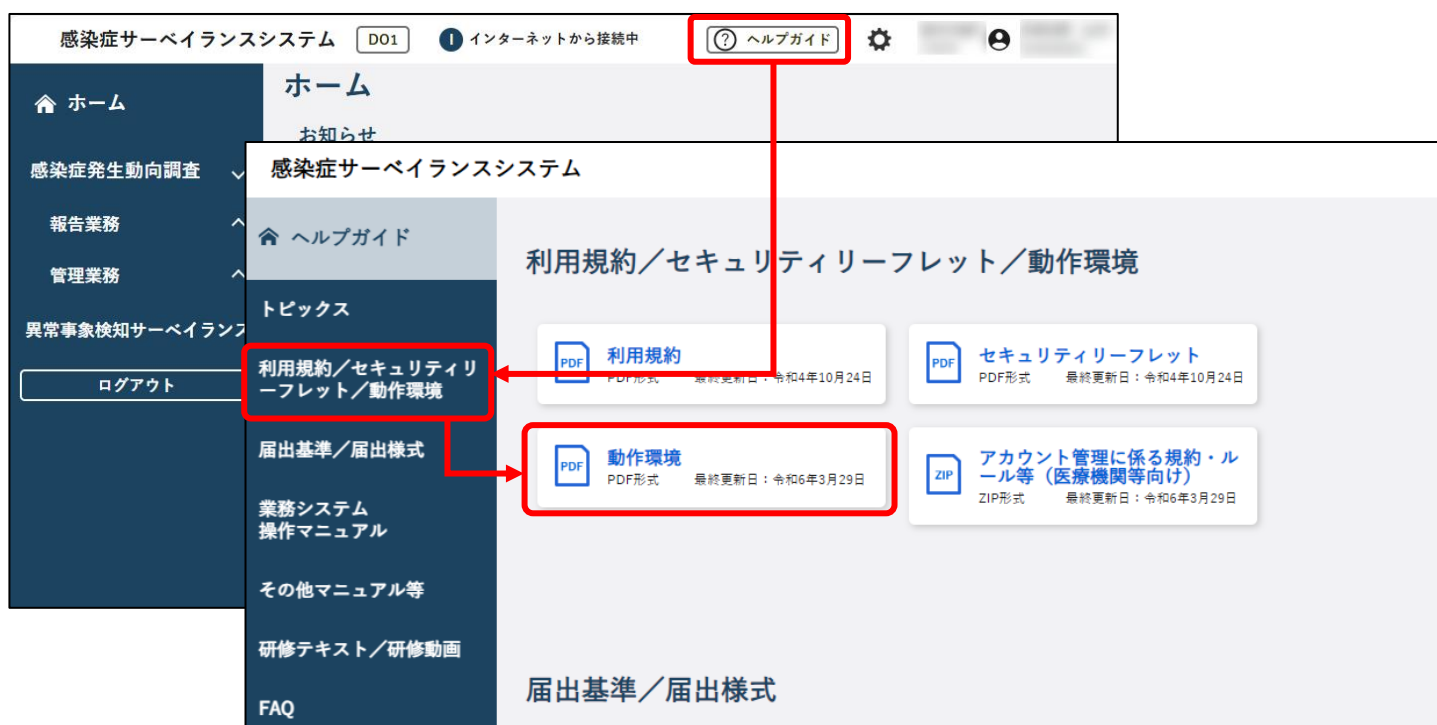 感染症サーベイランスシステム DO1 I インターネットから接続中 ? ヘルプガイド
ホーム
感染症発生動向調査
報告業務
管理業務
異常事象検知サーベイランス
ログアウト
ホーム
お知らせ
感染症サーベイランスシステム
ヘルプガイド
トピックス
利用規約／セキュリティリ
ーフレット／動作環境
届出基準／届出様式
業務システム
操作マニュアル
その他マニュアル等
研修テキスト／研修動画
FAQ
利用規約／セキュリティリーフレット／動作環境
PDF 利用規約
PDF形式 最終更新日：令和4年10月24日
PDF セキュリティリーフレット
PDF形式 最終更新日：令和4年10月24日
PDF 動作環境
PDF形式 最終更新日：令和6年3月29日
ZIP アカウント管理に係る規約・ル
ール等（医療機関等向け）
ZIP形式 最終更新日：令和6年3月29日
届出基準／届出様式